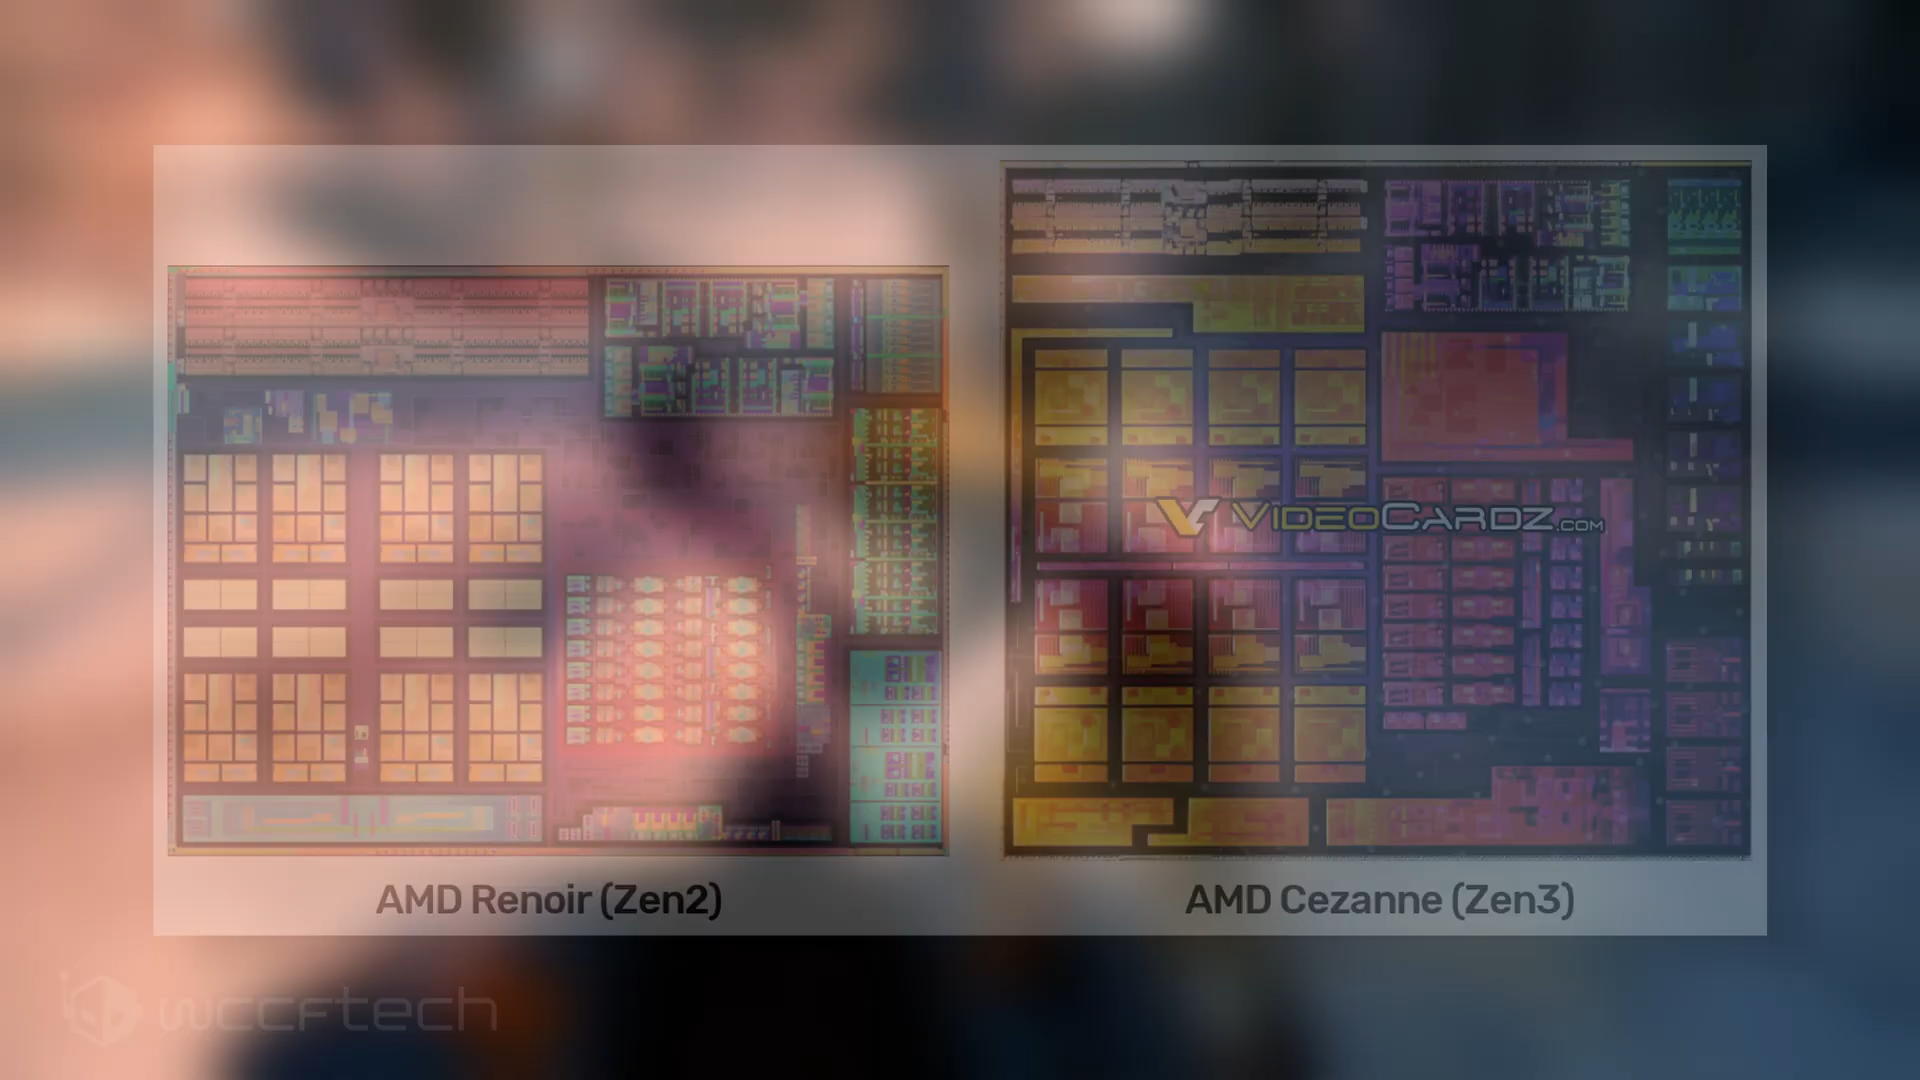 VIDEOCARDZ.COM
AMD Renoir (Zen2)
AMD Cezanne (Zen3)
wccftech